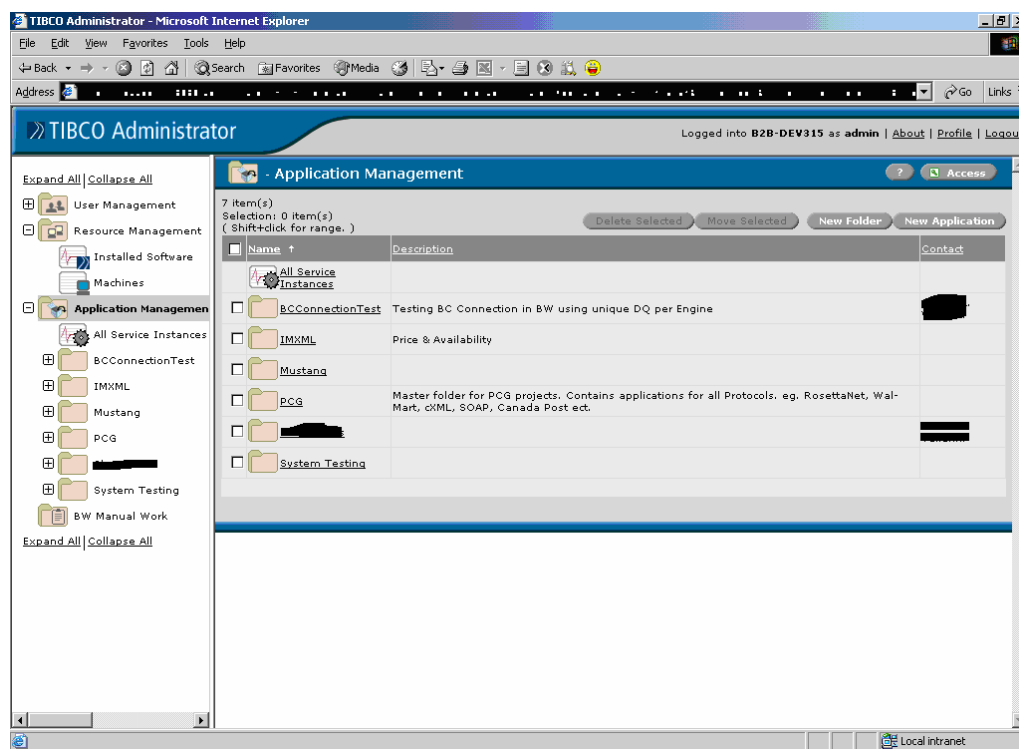 TIBCO Administrator - Microsoft Internet Explorer
File Edit View Favorites Tools Help
Back Search Favorites Media
Address Go Links
TIBCO Administrator
Logged into B2B-DEV315 as admin | About | Profile | Logou
Expand All | Collapse All
User Management
Resource Management
Installed Software
Machines
Application Managemen
All Service Instances
BCConnectionTest
IMXML
Mustang
PCG
System Testing
BW Manual Work
Expand All | Collapse All
- Application Management
? Access
7 item(s)
Selection: 0 item(s)
( Shift+click for range. )
Delete Selected Move Selected New Folder New Application
Name Description Contact
All Service
Instances
BCConnectionTest Testing BC Connection in BW using unique DQ per Engine
IMXML Price & Availability
Mustang
PCG Master folder for PCG projects. Contains applications for all Protocols. eg. RosettaNet, Wal-
Mart, cXML, SOAP, Canada Post ect.
System Testing
Local intranet